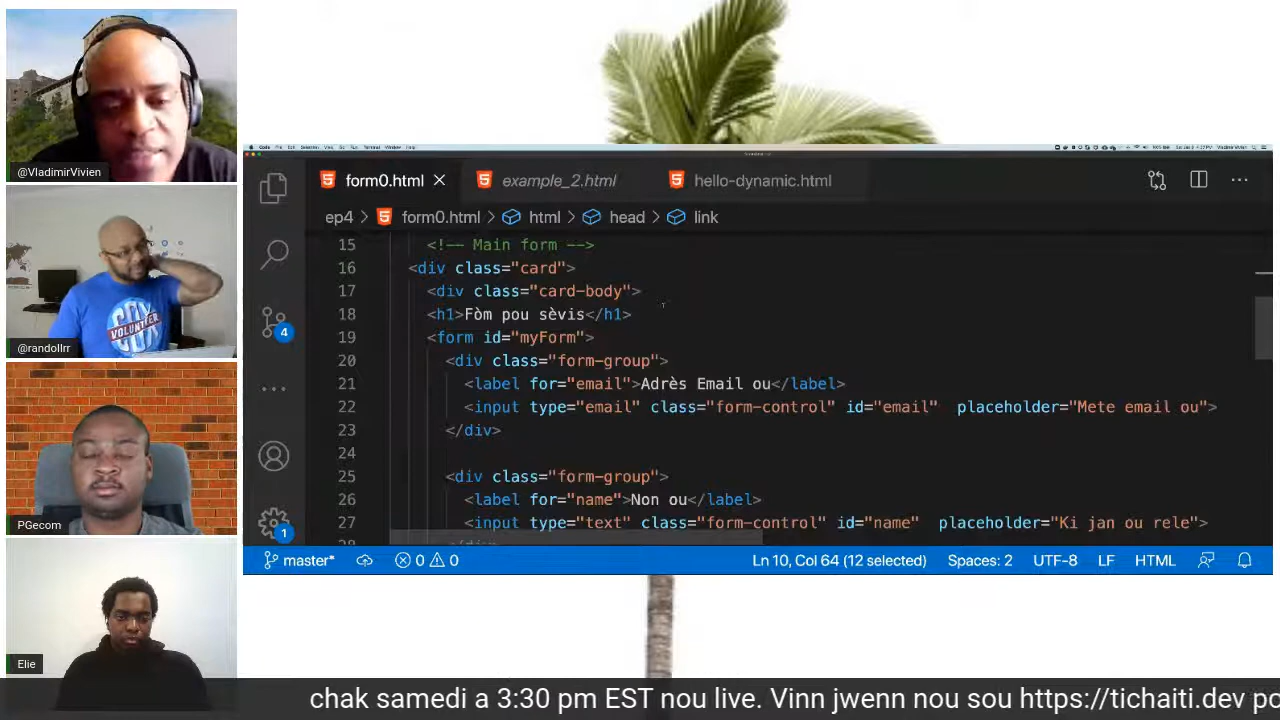 @VladimirVivien
@randollrr
VOLUNTEER
PGecom
Elie
form0.html
example_2.html
hello-dynamic.html
ep4 > form0.html > html > head > link
15 <!-- Main form -->
16 <div class="card">
17 <div class="card-body">
18 <h1>Fòm pou sèvis</h1>
19 <form id="myForm">
20 <div class="form-group">
21 <label for="email">Adrès Email ou</label>
22 <input type="email" class="form-control" id="email"  placeholder="Mete email ou">
23 </div>
24
25 <div class="form-group">
26 <label for="name">Non ou</label>
27 <input type="text" class="form-control" id="name"  placeholder="Ki jan ou rele">
4
1
master* 0 0 Ln 10, Col 64 (12 selected) Spaces: 2 UTF-8 LF HTML
chak samedi a 3:30 pm EST nou live. Vinn jwenn nou sou https://tichaiti.dev po